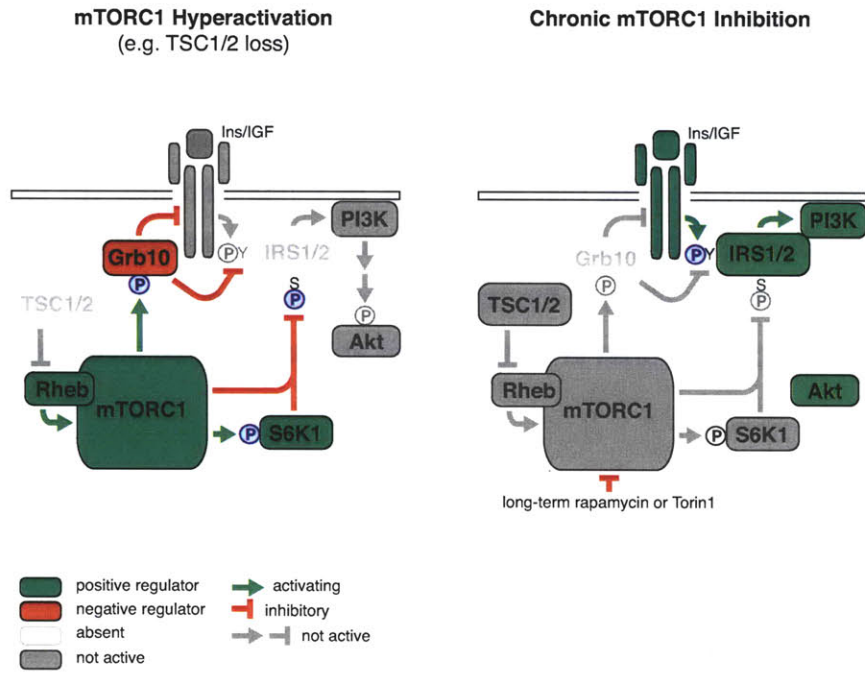 mTORC1 Hyperactivation
(e.g. TSC1/2 loss)
Ins/IGF
PI3K
Grb10
P
P Y
IRS1/2
S
P
P
Akt
TSC1/2
Rheb
mTORC1
P
S6K1
Chronic mTORC1 Inhibition
Ins/IGF
PI3K
Grb10
P
P Y
IRS1/2
S
P
TSC1/2
Rheb
mTORC1
Akt
P
S6K1
long-term rapamycin or Torin1
positive regulator
negative regulator
absent
not active
activating
inhibitory
not active